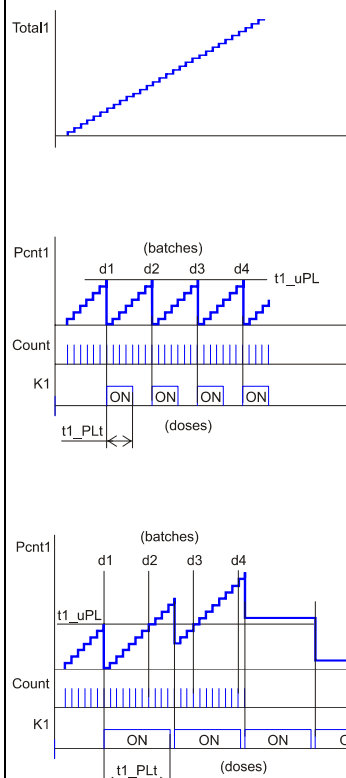 Total1
(batches)
Pcnt1
d1 d2 d3 d4
t1_uPL
Count
K1
ON ON ON ON
(doses)
t1_PLt
(batches)
Pcnt1
d1 d2 d3 d4
t1_uPL
Count
K1
ON ON ON
t1_PLt
(doses)